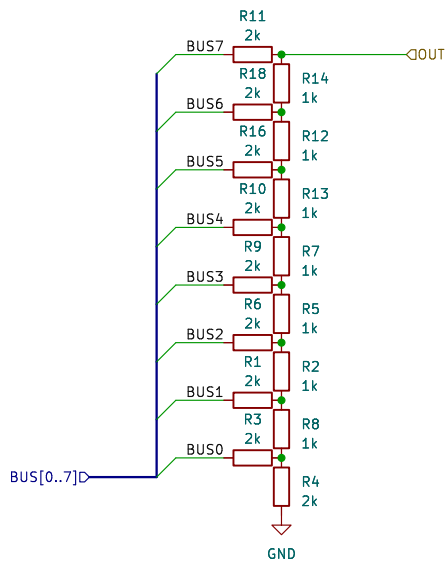 R11
2k
BUS7
OUT
R18
2k
R14
1k
BUS6
R16
2k
R12
1k
BUS5
R10
2k
R13
1k
BUS4
R9
2k
R7
1k
BUS3
R6
2k
R5
1k
BUS2
R1
2k
R2
1k
BUS1
R3
2k
R8
1k
BUS0
BUS[0..7]
R4
2k
GND